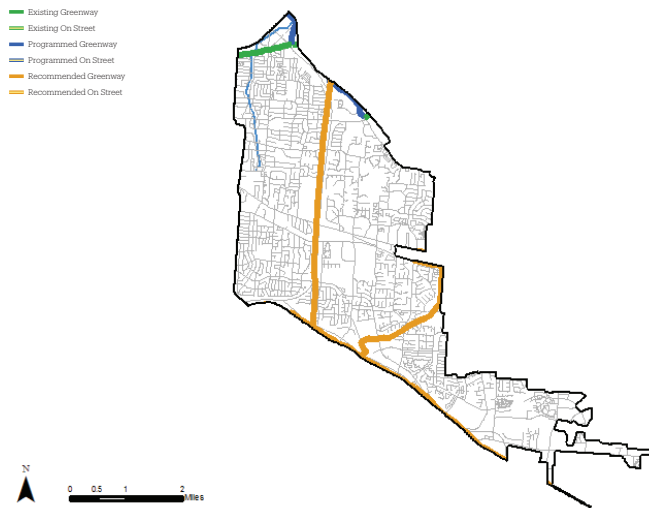 Existing Greenway
Existing On Street
Programmed Greenway
Programmed On Street
Recommended Greenway
Recommended On Street
N
0 0.5 1 2
Miles